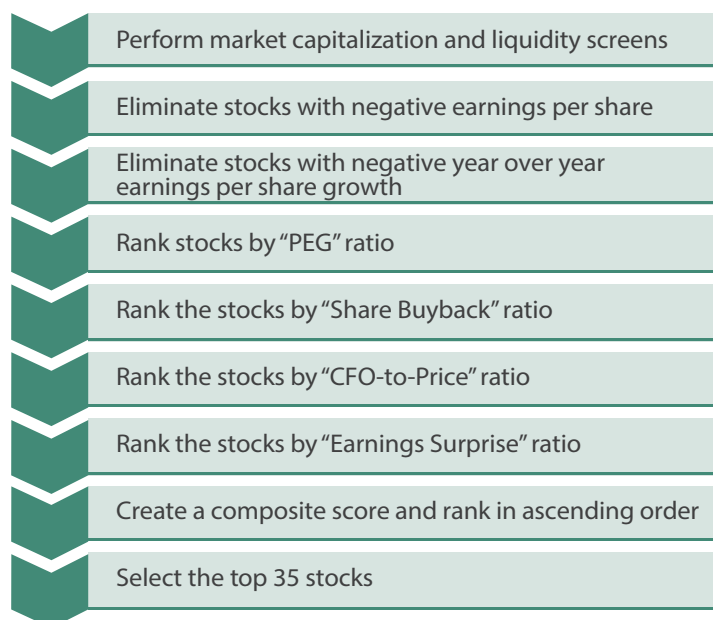 Perform market capitalization and liquidity screens
Eliminate stocks with negative earnings per share
Eliminate stocks with negative year over year
earnings per share growth
Rank stocks by “PEG” ratio
Rank the stocks by “Share Buyback” ratio
Rank the stocks by “CFO-to-Price” ratio
Rank the stocks by “Earnings Surprise” ratio
Create a composite score and rank in ascending order
Select the top 35 stocks